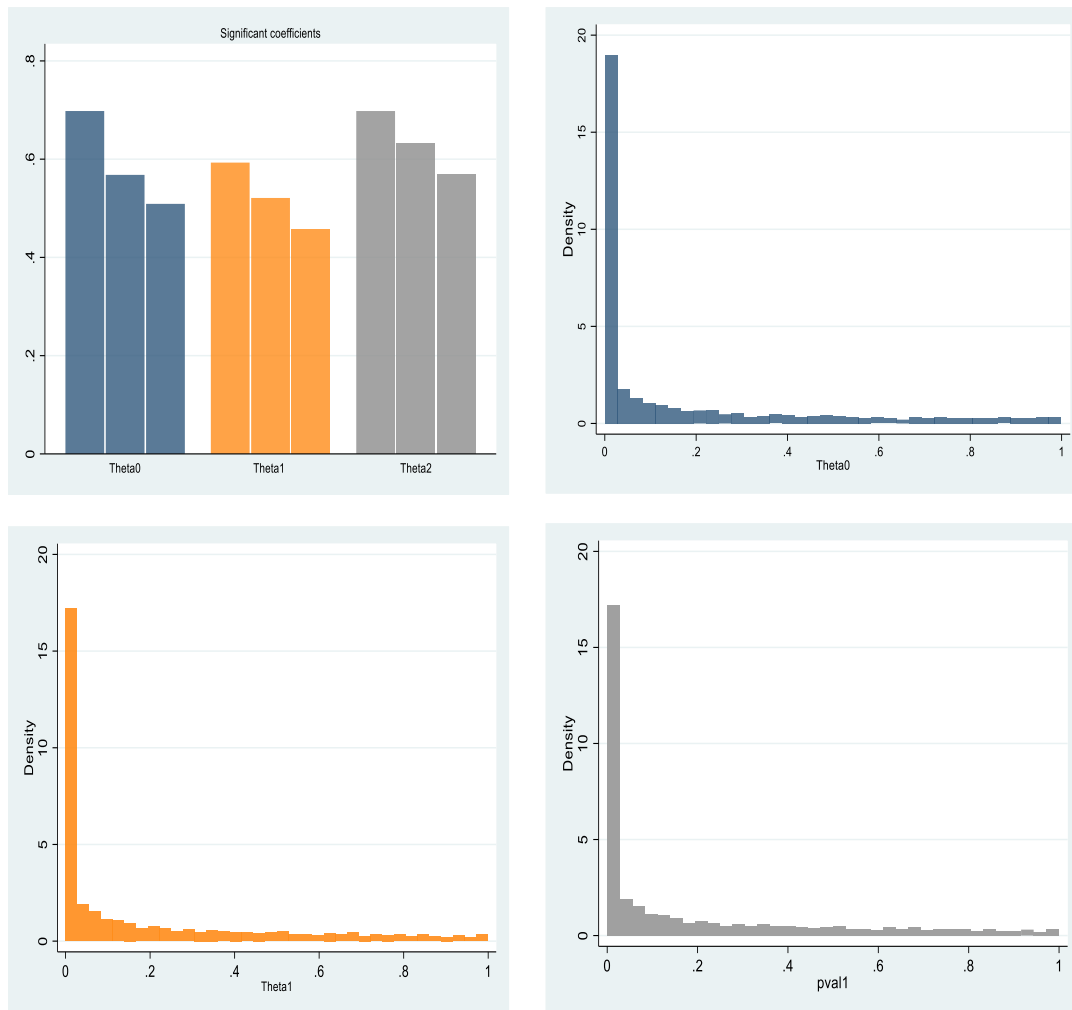 Significant coefficients
.8
.6
.4
.2
0
Theta0 Theta1 Theta2
Density
20
15
10
5
0
0 .2 .4 .6 .8 1
Theta0
Density
20
15
10
5
0
0 .2 .4 .6 .8 1
Theta1
Density
20
15
10
5
0
0 .2 .4 .6 .8 1
pval1